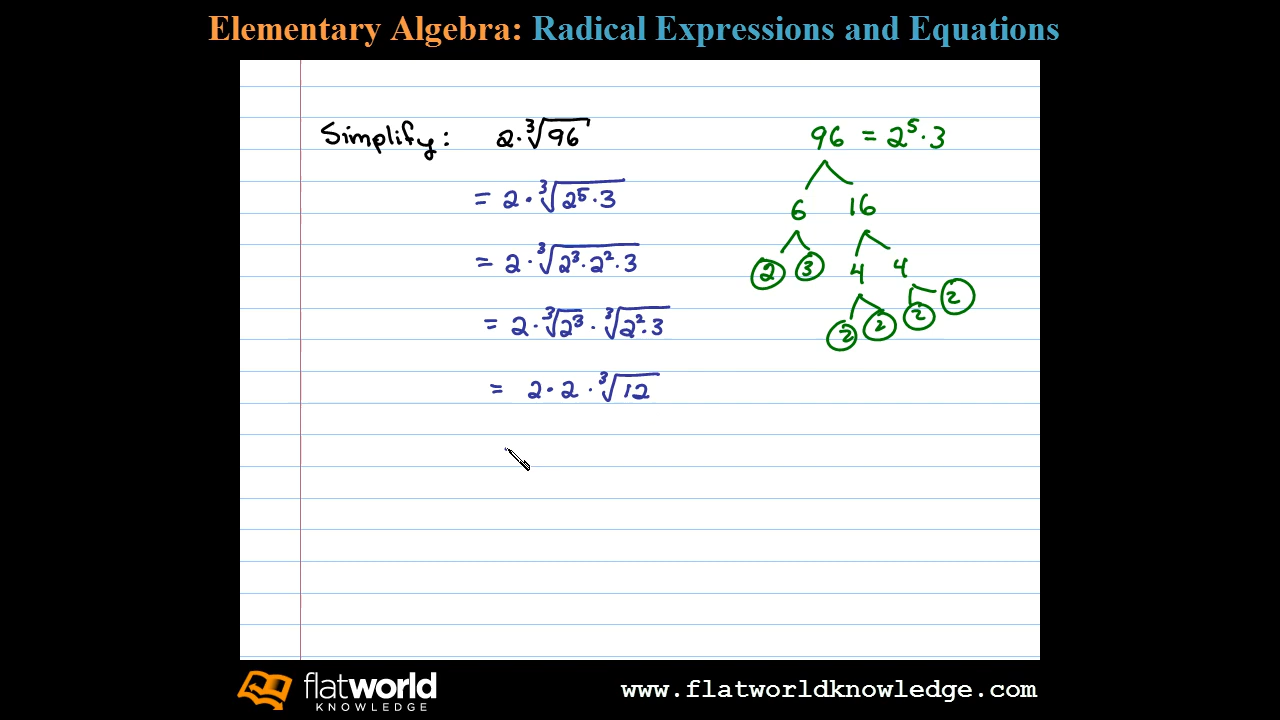 Elementary Algebra: Radical Expressions and Equations
Simplify: 2·∛96
= 2·∛(2⁵·3)
= 2·∛(2³·2²·3)
= 2·∛2³·∛(2²·3)
= 2·2·∛12
96 = 2⁵·3
6 16
2 3 4 4
2 2 2 2
flatworld
KNOWLEDGE
www.flatworldknowledge.com